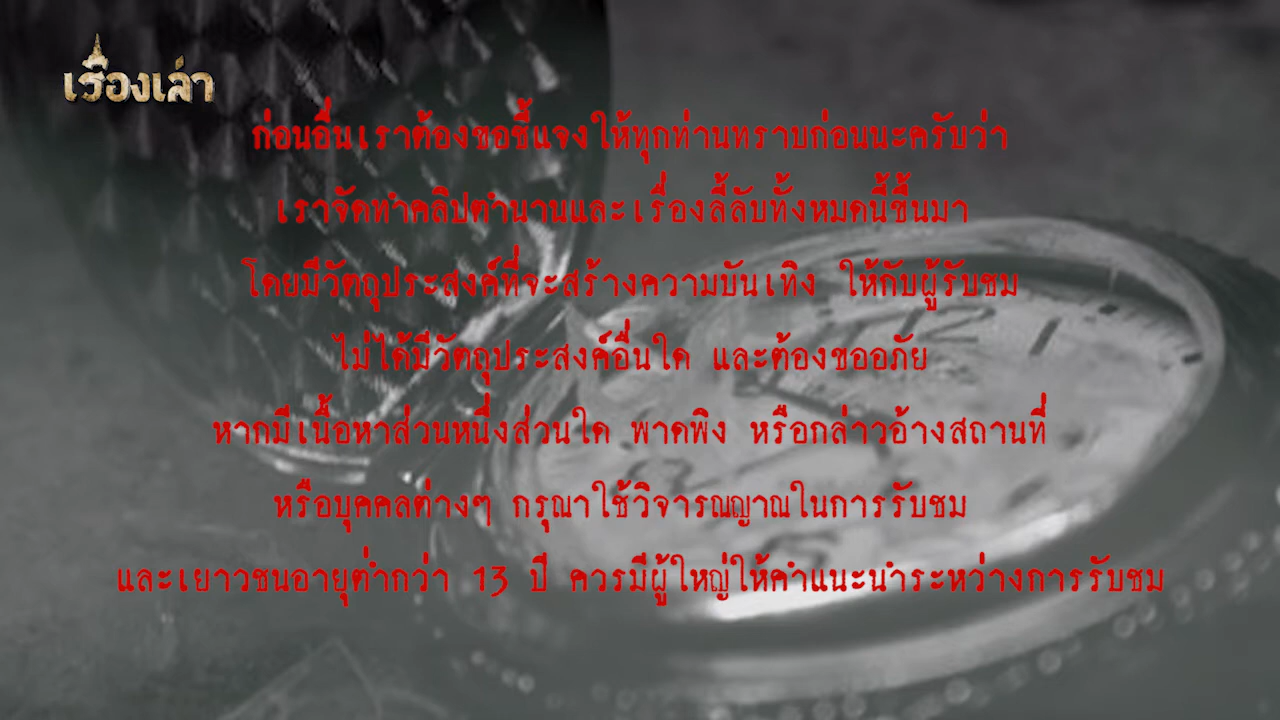 เรื่องเล่า
ก่อนอื่นเราต้องขอชี้แจงให้ทุกท่านทราบก่อนนะครับว่า
เราจัดทำคลิปตำนานและเรื่องลี้ลับทั้งหมดนี้ขึ้นมา
โดยมีวัตถุประสงค์ที่จะสร้างความบันเทิง ให้กับผู้รับชม
ไม่ได้มีวัตถุประสงค์อื่นใด และต้องขออภัย
หากมีเนื้อหาส่วนหนึ่งส่วนใด พาดพิง หรือกล่าวอ้างสถานที่
หรือบุคคลต่างๆ กรุณาใช้วิจารณญาณในการรับชม
และเยาวชนอายุต่ำกว่า 13 ปี ควรมีผู้ใหญ่ให้คำแนะนำระหว่างการรับชม
12